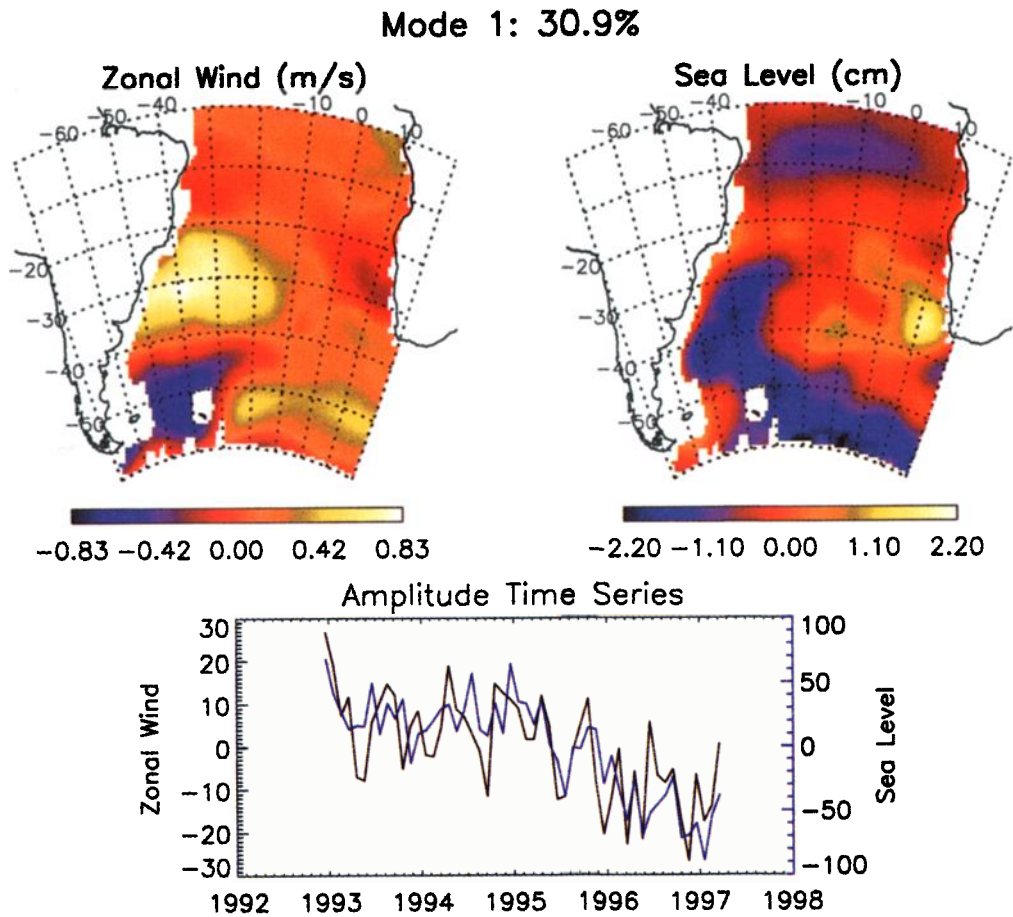 Mode 1: 30.9%
Zonal Wind (m/s)
Sea Level (cm)
-60 -50 -40 -10 0 10
-60 -50 -40 -10 0 10
-20
-20
-30
-30
-40
-40
-50
-50
-0.83 -0.42 0.00 0.42 0.83
-2.20 -1.10 0.00 1.10 2.20
Amplitude Time Series
30
20
10
0
-10
-20
-30
Zonal Wind
100
50
0
-50
-100
Sea Level
1992 1993 1994 1995 1996 1997 1998